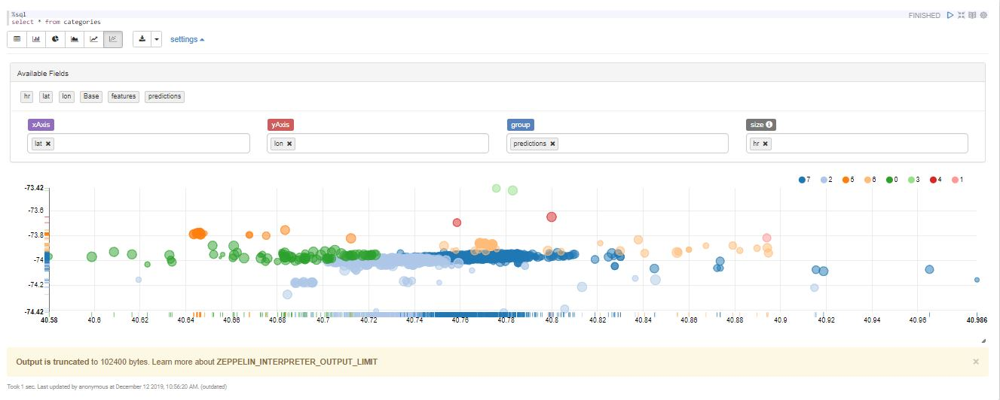 %sql
select * from categories
FINISHED
settings
Available Fields
hr lat lon Base features predictions
xAxis yAxis group size
lat lon predictions hr
7 2 5 6 0 3 4 1
-73.42
-73.6
-73.8
-74
-74.2
-74.42
40.58 40.6 40.62 40.64 40.66 40.68 40.7 40.72 40.74 40.76 40.78 40.8 40.82 40.84 40.86 40.88 40.9 40.92 40.94 40.96 40.986
Output is truncated to 102400 bytes. Learn more about ZEPPELIN_INTERPRETER_OUTPUT_LIMIT
Took 1 sec. Last updated by anonymous at December 12 2019, 10:56:20 AM. (outdated)